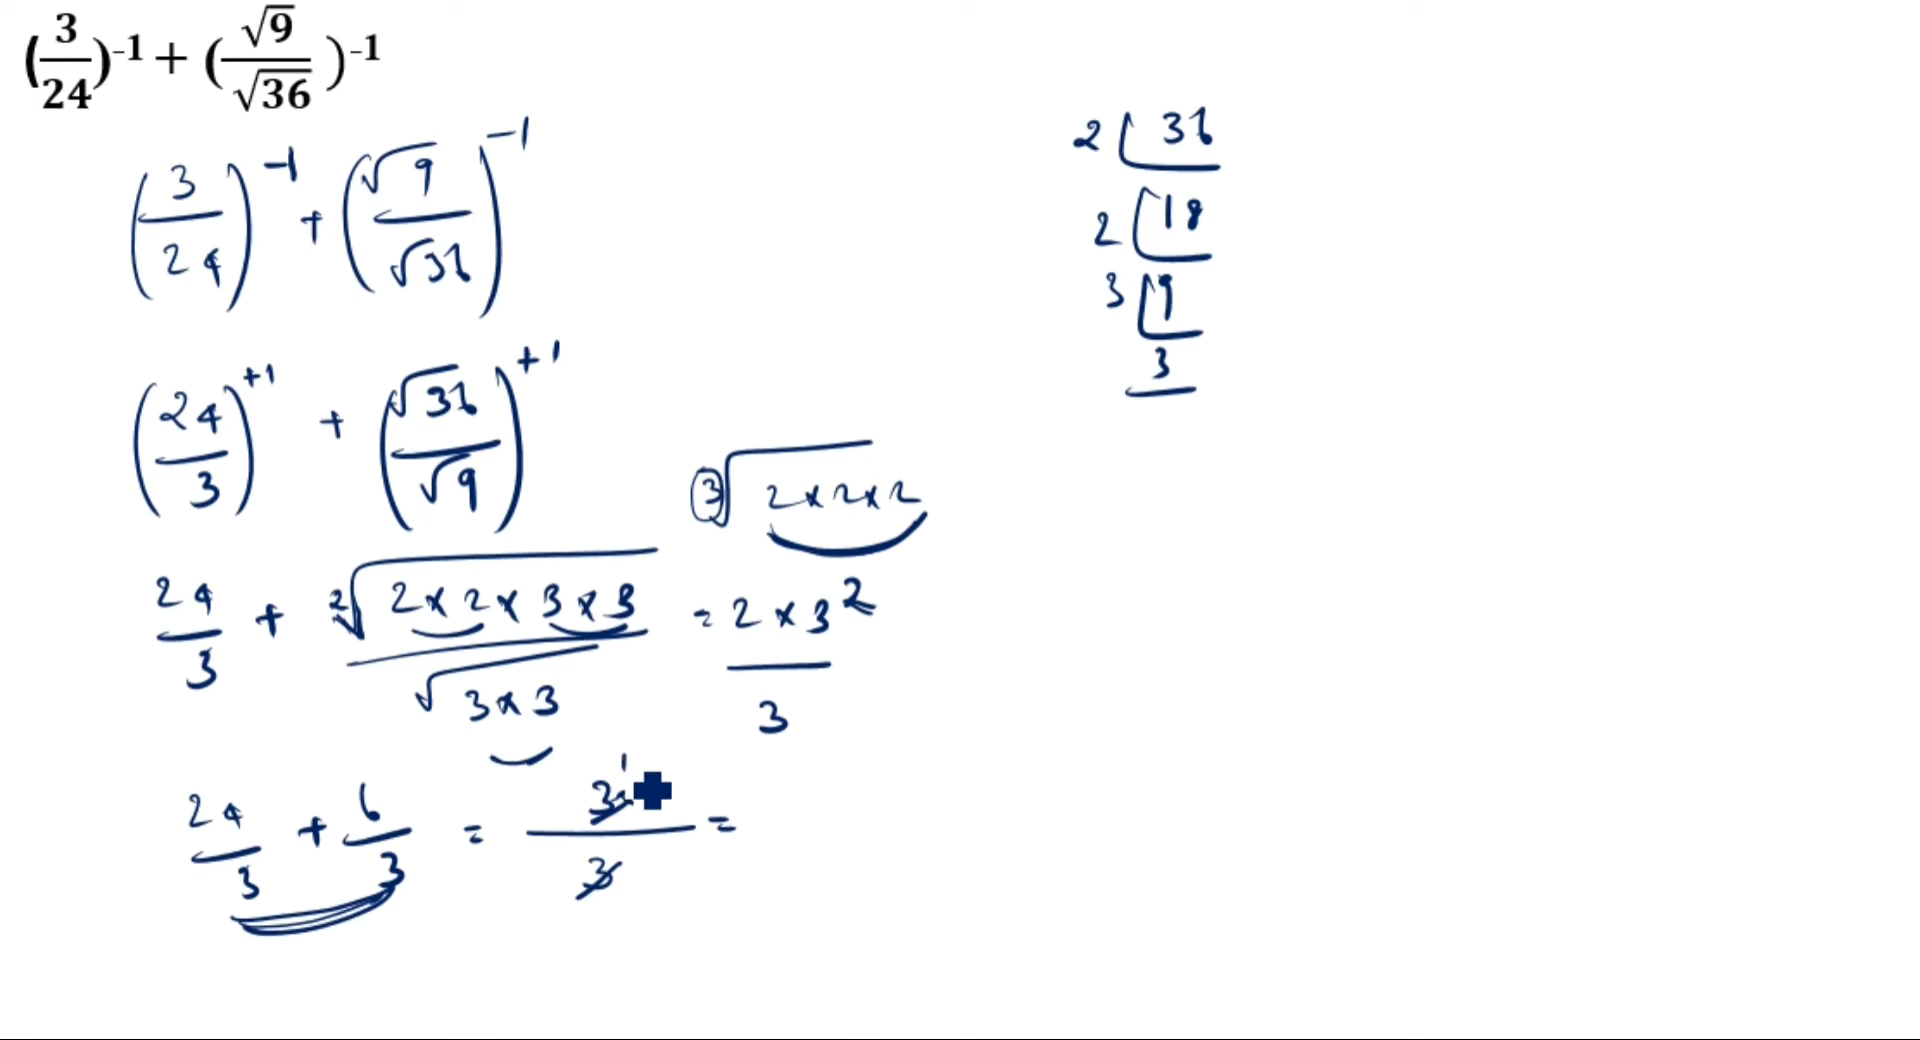 (3/24)⁻¹ + (√9/√36)⁻¹
(3/24)⁻¹ + (√9/√36)⁻¹
(24/3)⁺¹ + (√36/√9)⁺¹
③√(2×2×2)
24/3 + ²√(2×2×3×3)/√(3×3) = 2×3²/3
24/3 + 6/3 = /3 =
2 36
2 18
3 9
3